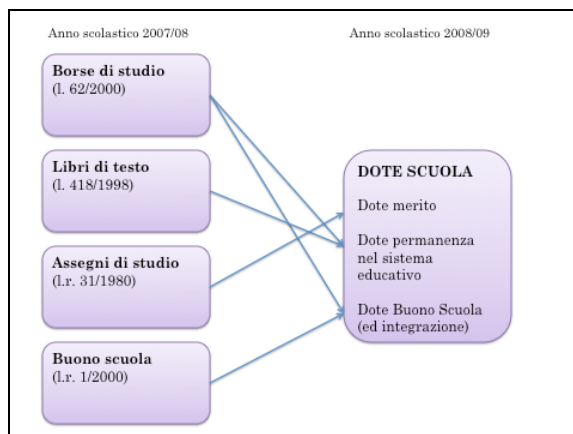 Anno scolastico 2007/08
Anno scolastico 2008/09
Borse di studio
(l. 62/2000)
Libri di testo
(l. 418/1998)
Assegni di studio
(l.r. 31/1980)
Buono scuola
(l.r. 1/2000)
DOTE SCUOLA
Dote merito
Dote permanenza
nel sistema
educativo
Dote Buono Scuola
(ed integrazione)